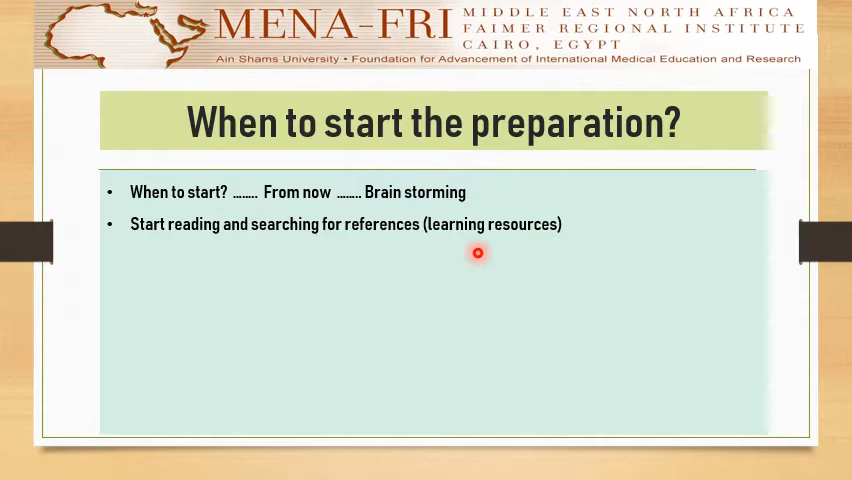 MENA-FRI
MIDDLE EAST NORTH AFRICA
FAIMER REGIONAL INSTITUTE
CAIRO, EGYPT
Ain Shams University • Foundation for Advancement of International Medical Education and Research
When to start the preparation?
• When to start? ........ From now ........ Brain storming
• Start reading and searching for references (learning resources)